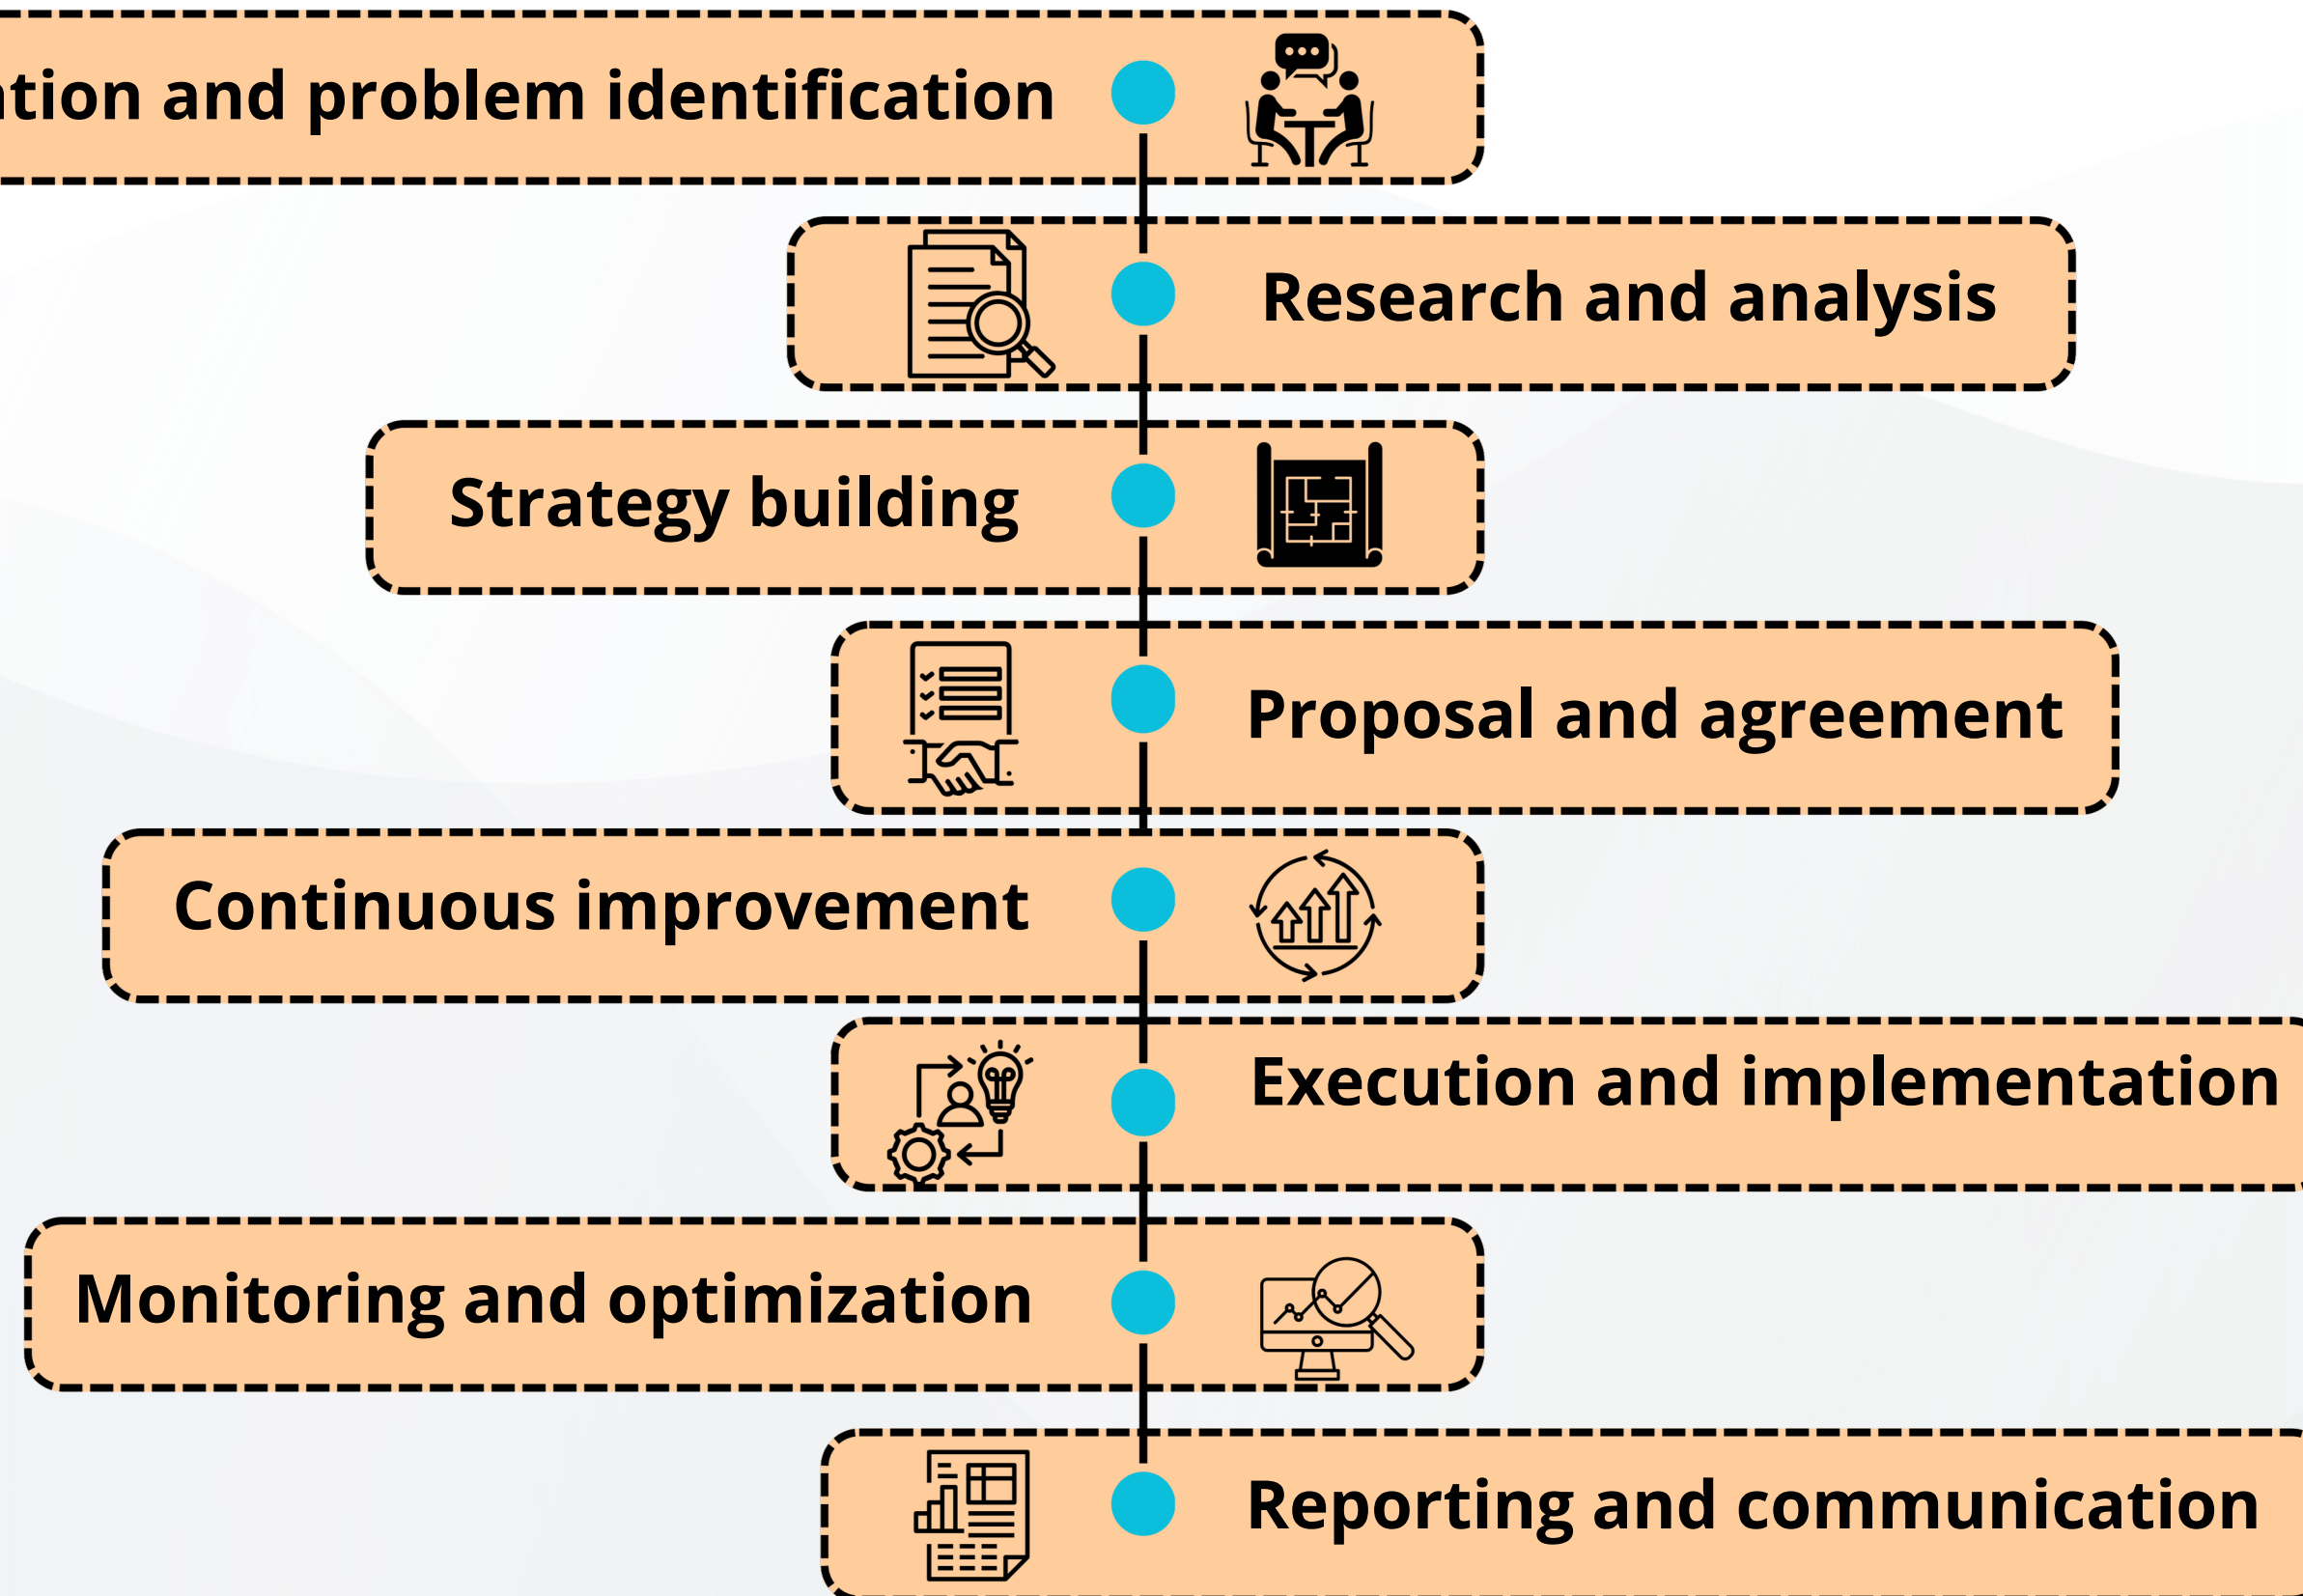 and problem identification
Research and analysis
Strategy building
Proposal and agreement
Continuous improvement
Execution and implementation
Monitoring and optimization
Reporting and communication